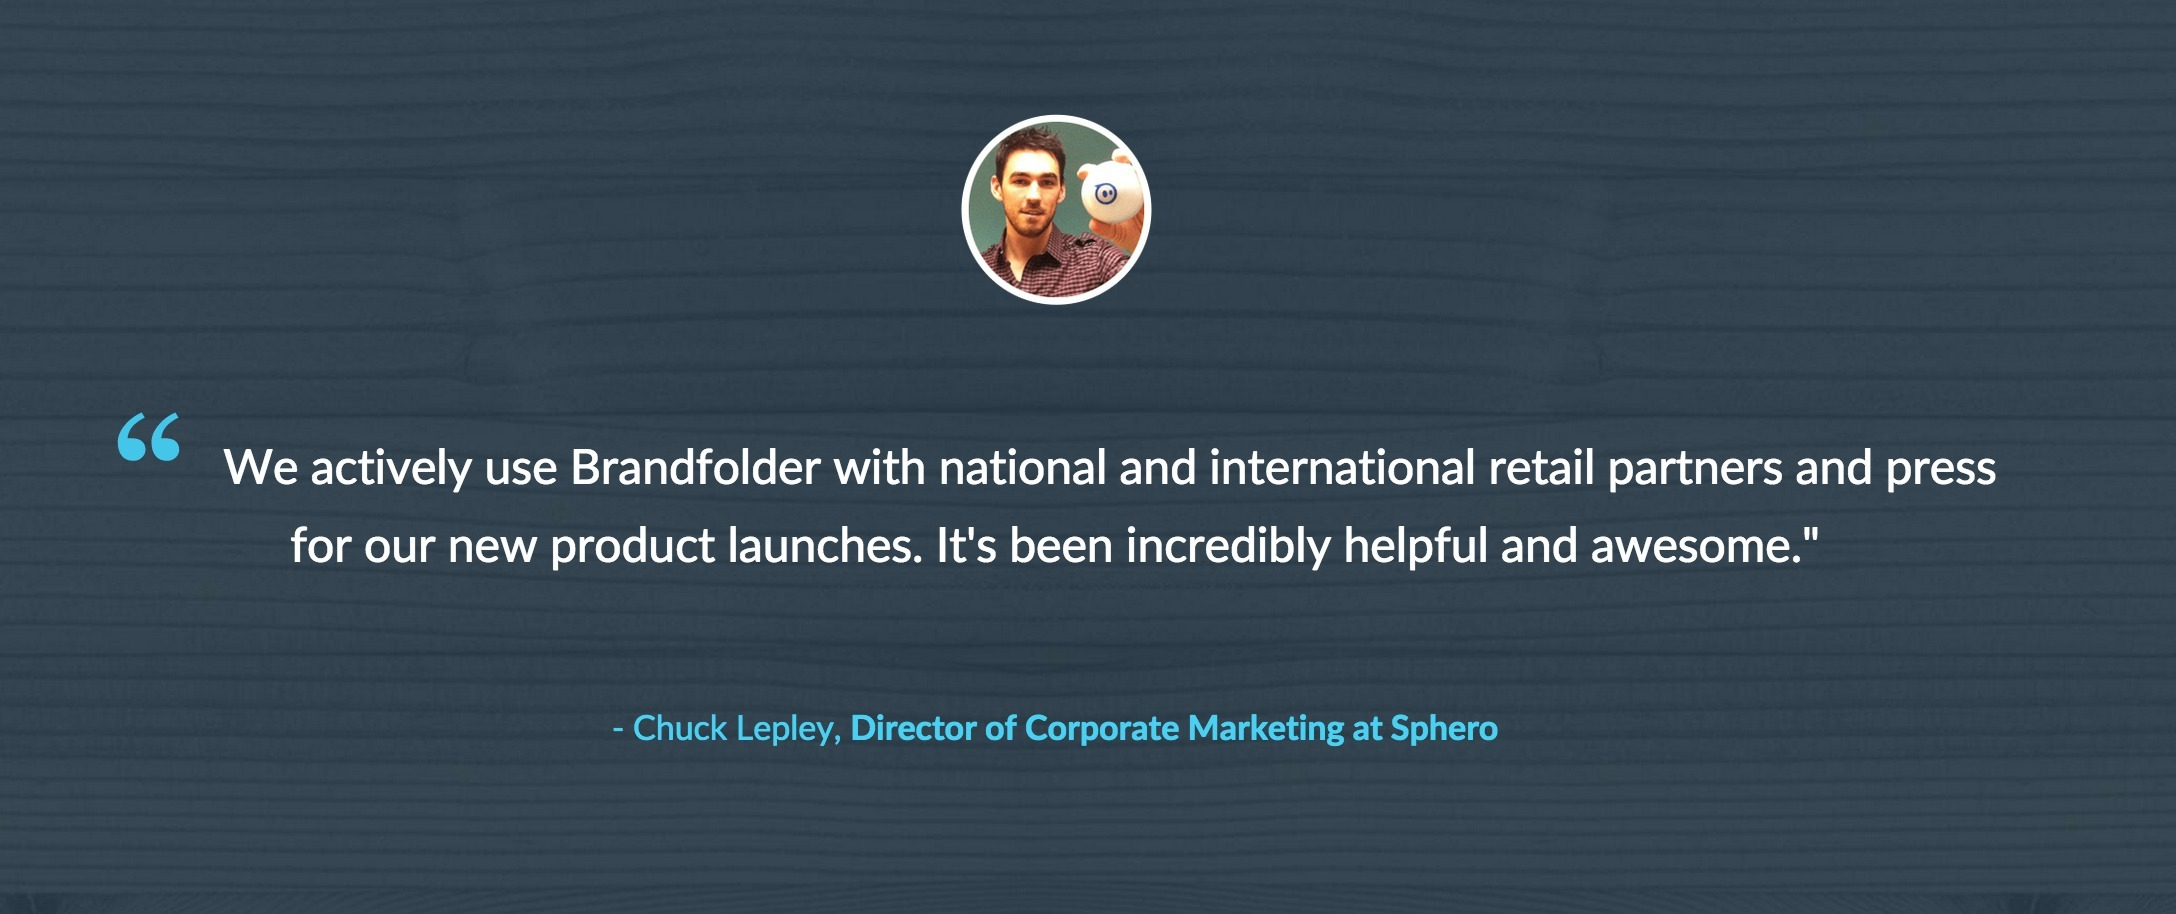 “ We actively use Brandfolder with national and international retail partners and press
for our new product launches. It's been incredibly helpful and awesome."
- Chuck Lepley, Director of Corporate Marketing at Sphero